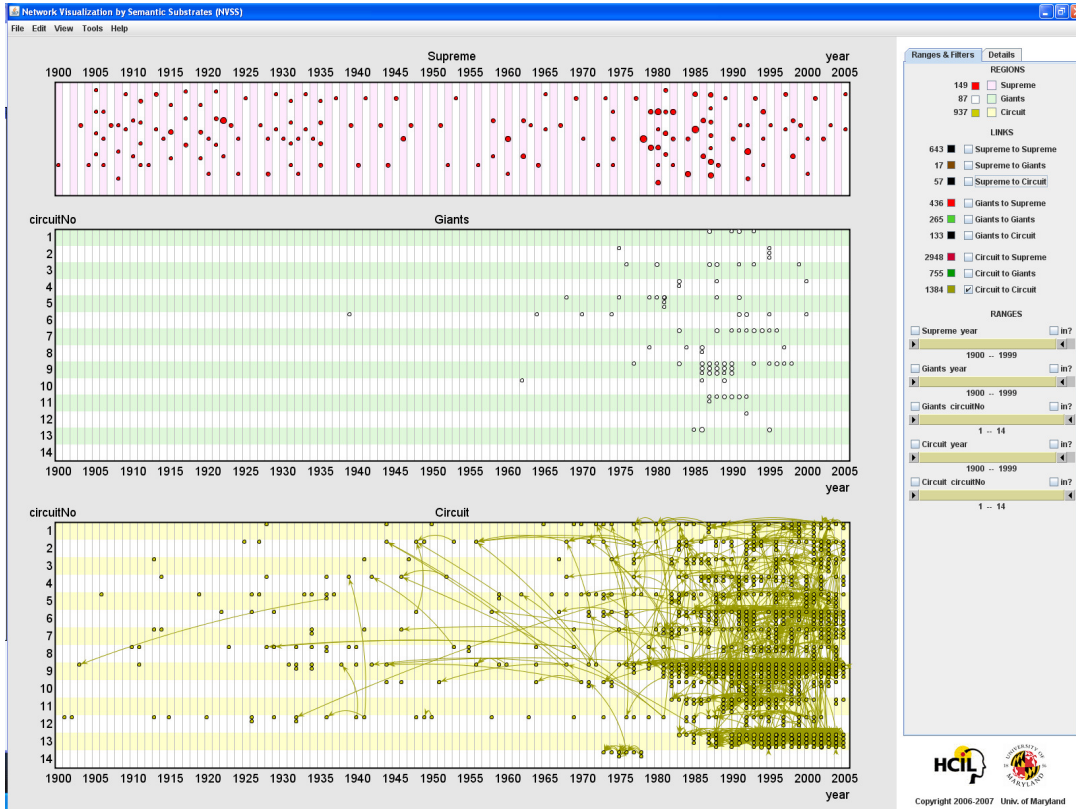 Network Visualization by Semantic Substrates (NVSS)
File Edit View Tools Help
Supreme
year
1900 1905 1910 1915 1920 1925 1930 1935 1940 1945 1950 1955 1960 1965 1970 1975 1980 1985 1990 1995 2000 2005
circuitNo
Giants
1
2
3
4
5
6
7
8
9
10
11
12
13
14
1900 1905 1910 1915 1920 1925 1930 1935 1940 1945 1950 1955 1960 1965 1970 1975 1980 1985 1990 1995 2000 2005
year
circuitNo
Circuit
1
2
3
4
5
6
7
8
9
10
11
12
13
14
1900 1905 1910 1915 1920 1925 1930 1935 1940 1945 1950 1955 1960 1965 1970 1975 1980 1985 1990 1995 2000 2005
year
Ranges & Filters Details
REGIONS
149 Supreme
87 Giants
937 Circuit
LINKS
643 Supreme to Supreme
17 Supreme to Giants
57 Supreme to Circuit
436 Giants to Supreme
265 Giants to Giants
133 Giants to Circuit
2948 Circuit to Supreme
755 Circuit to Giants
1384 Circuit to Circuit
RANGES
Supreme year in?
1900 -- 1999
Giants year in?
1900 -- 1999
Giants circuitNo in?
1 -- 14
Circuit year in?
1900 -- 1999
Circuit circuitNo in?
1 -- 14
HCIL
UNIVERSITY OF MARYLAND
Copyright 2006-2007 Univ of Maryland